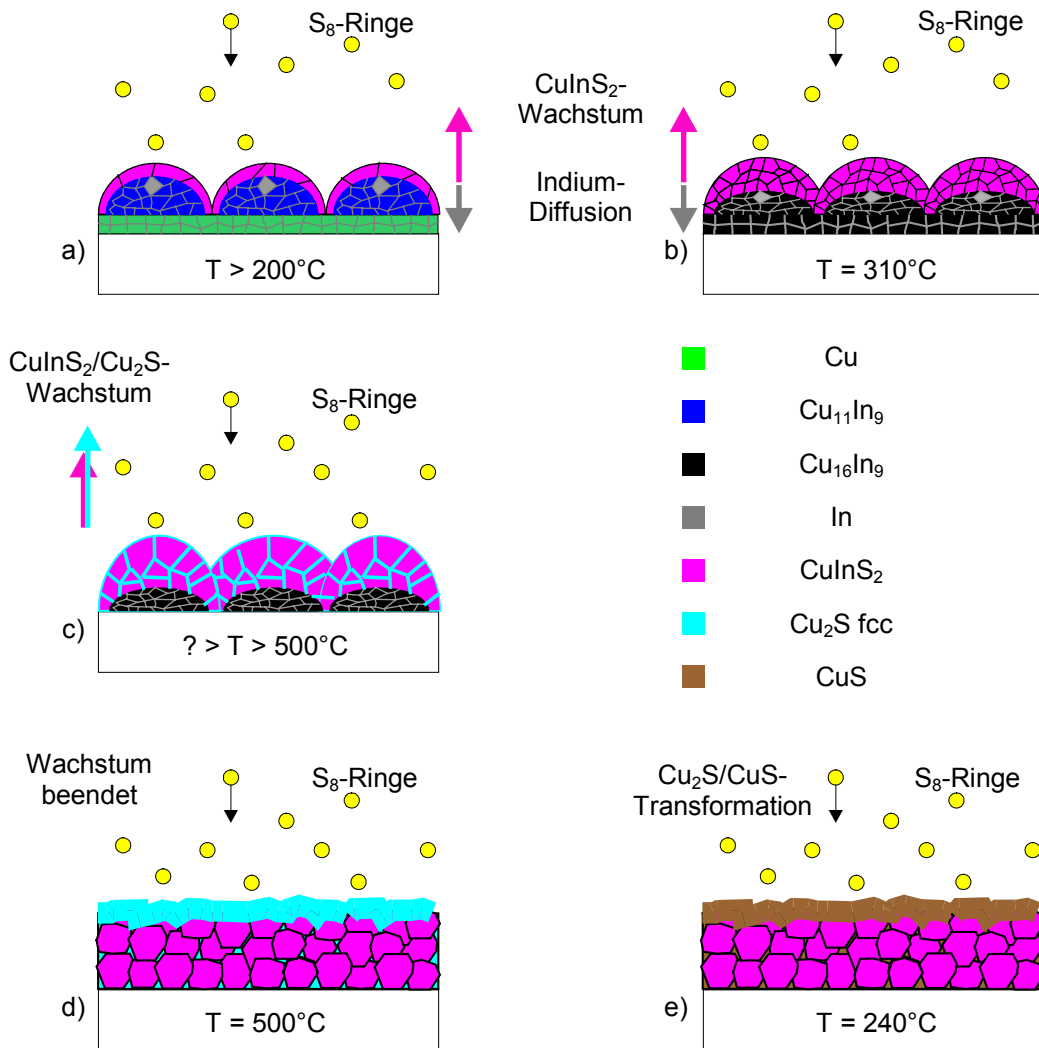 S₈-Ringe
a)
T > 200°C
CuInS₂-
Wachstum
Indium-
Diffusion
S₈-Ringe
b)
T = 310°C
CuInS₂/Cu₂S-
Wachstum
S₈-Ringe
c)
? > T > 500°C
Cu
Cu₁₁In₉
Cu₁₆In₉
In
CuInS₂
Cu₂S fcc
CuS
Wachstum
beendet
S₈-Ringe
d)
T = 500°C
Cu₂S/CuS-
Transformation
S₈-Ringe
e)
T = 240°C